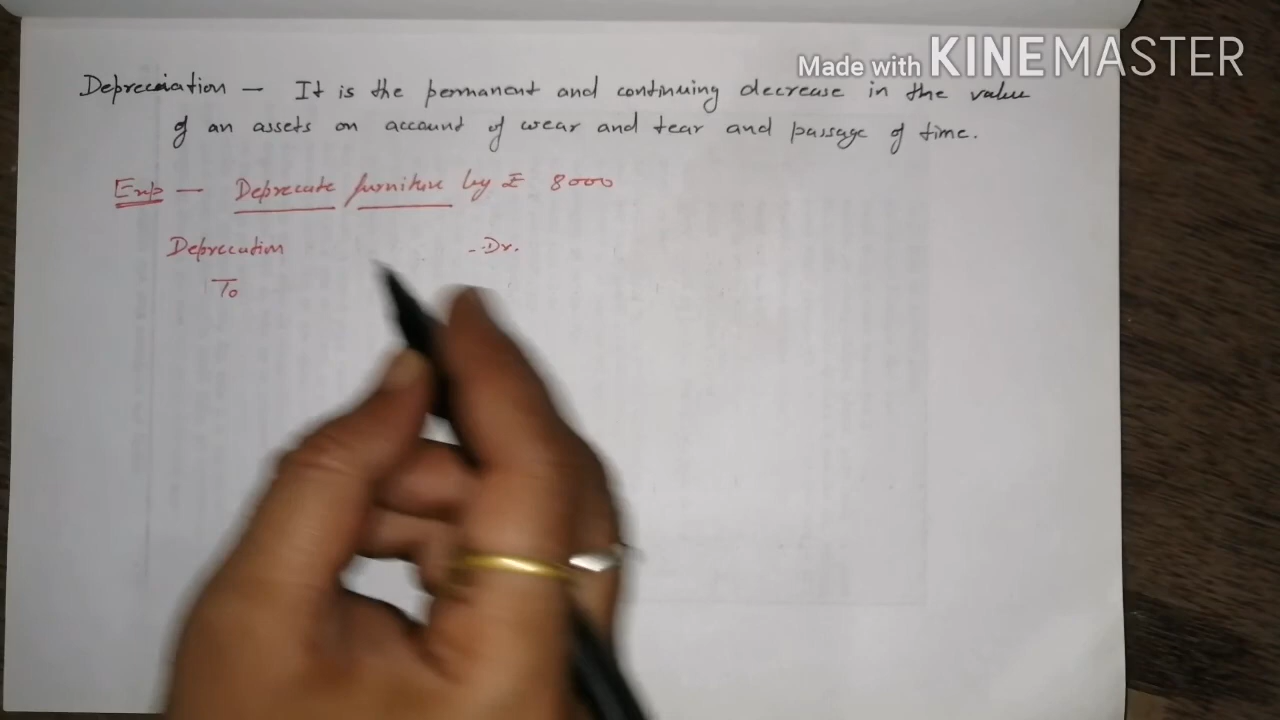 Made with KINEMASTER
Depreciation — It is the permanent and continuing decrease in the value
of an assets on account of wear and tear and passage of time.
Exp — Depreciate furniture by ₹ 8000
Depreciation - - Dr.
To